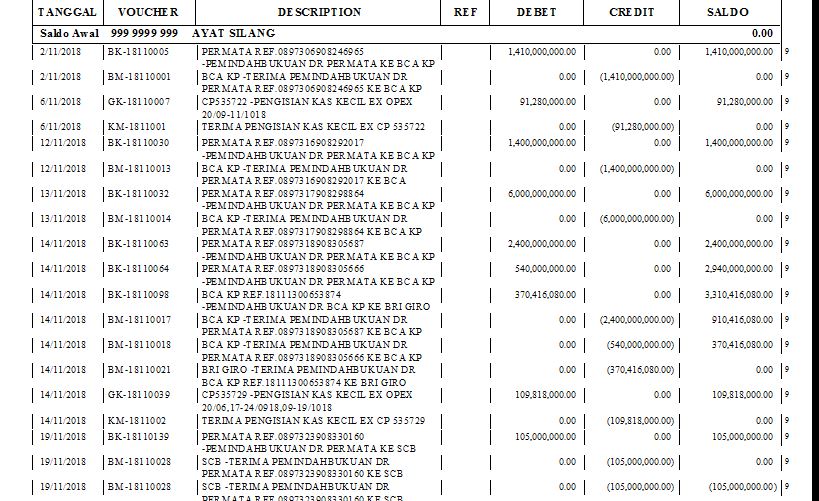 TANGGAL VOUCHER DESCRIPTION REF DEBET CREDIT SALDO
Saldo Awal 999 9999 999 AYAT SILANG 0.00
2/11/2018 BK-18110005 PERMATA REF.0897306908246965 1,410,000,000.00 0.00 1,410,000,000.00 9
-PEMINDAHBUKUAN DR PERMATA KE BCA KP
2/11/2018 BM-18110001 BCA KP -TERIMA PEMINDAHBUKUAN DR 0.00 (1,410,000,000.00) 0.00 9
PERMATA REF.0897306908246965 KE BCA KP
6/11/2018 GK-18110007 CP535722 -PENGISIAN KAS KECIL EX OPEX 91,280,000.00 0.00 91,280,000.00 9
20/09-11/1018
6/11/2018 KM-1811001 TERIMA PENGISIAN KAS KECIL EX CP 535722 0.00 (91,280,000.00) 0.00 9
12/11/2018 BK-18110030 PERMATA REF.0897316908292017 1,400,000,000.00 0.00 1,400,000,000.00 9
-PEMINDAHBUKUAN DR PERMATA KE BCA KP
12/11/2018 BM-18110013 BCA KP -TERIMA PEMINDAHBUKUAN DR 0.00 (1,400,000,000.00) 0.00 9
PERMATA REF.0897316908292017 KE BCA
13/11/2018 BK-18110032 PERMATA REF.0897317908298864 6,000,000,000.00 0.00 6,000,000,000.00 9
-PEMINDAHBUKUAN DR PERMATA KE BCA KP
13/11/2018 BM-18110014 BCA KP -TERIMA PEMINDAHBUKUAN DR 0.00 (6,000,000,000.00) 0.00 9
PERMATA REF.0897317908298864 KE BCA KP
14/11/2018 BK-18110063 PERMATA REF.0897318908305687 2,400,000,000.00 0.00 2,400,000,000.00 9
-PEMINDAHBUKUAN DR PERMATA KE BCA KP
14/11/2018 BK-18110064 PERMATA REF.0897318908305666 540,000,000.00 0.00 2,940,000,000.00 9
-PEMINDAHBUKUAN DR PERMATA KE BCA KP
14/11/2018 BK-18110098 BCA KP REF.18111300653874 370,416,080.00 0.00 3,310,416,080.00 9
-PEMINDAHBUKUAN DR BCA KP KE BRI GIRO
14/11/2018 BM-18110017 BCA KP -TERIMA PEMINDAHBUKUAN DR 0.00 (2,400,000,000.00) 910,416,080.00 9
PERMATA REF.0897318908305687 KE BCA KP
14/11/2018 BM-18110018 BCA KP -TERIMA PEMINDAHBUKUAN DR 0.00 (540,000,000.00) 370,416,080.00 9
PERMATA REF.0897318908305666 KE BCA KP
14/11/2018 BM-18110021 BRI GIRO -TERIMA PEMINDAHBUKUAN DR 0.00 (370,416,080.00) 0.00 9
BCA KP REF.18111300653874 KE BRI GIRO
14/11/2018 GK-18110039 CP535729 -PENGISIAN KAS KECIL EX OPEX 109,818,000.00 0.00 109,818,000.00 9
20/06,17-24/0918,09-19/1018
14/11/2018 KM-1811002 TERIMA PENGISIAN KAS KECIL EX CP 535729 0.00 (109,818,000.00) 0.00 9
19/11/2018 BK-18110139 PERMATA REF.0897323908330160 105,000,000.00 0.00 105,000,000.00 9
-PEMINDAHBUKUAN DR PERMATA KE SCB
19/11/2018 BM-18110028 SCB -TERIMA PEMINDAHBUKUAN DR 0.00 (105,000,000.00) 0.00 9
PERMATA REF.0897323908330160 KE SCB
19/11/2018 BM-18110028 SCB -TERIMA PEMINDAHBUKUAN DR 0.00 (105,000,000.00) (105,000,000.00) 9
PERMATA REF.0897323908330160 KE SCB